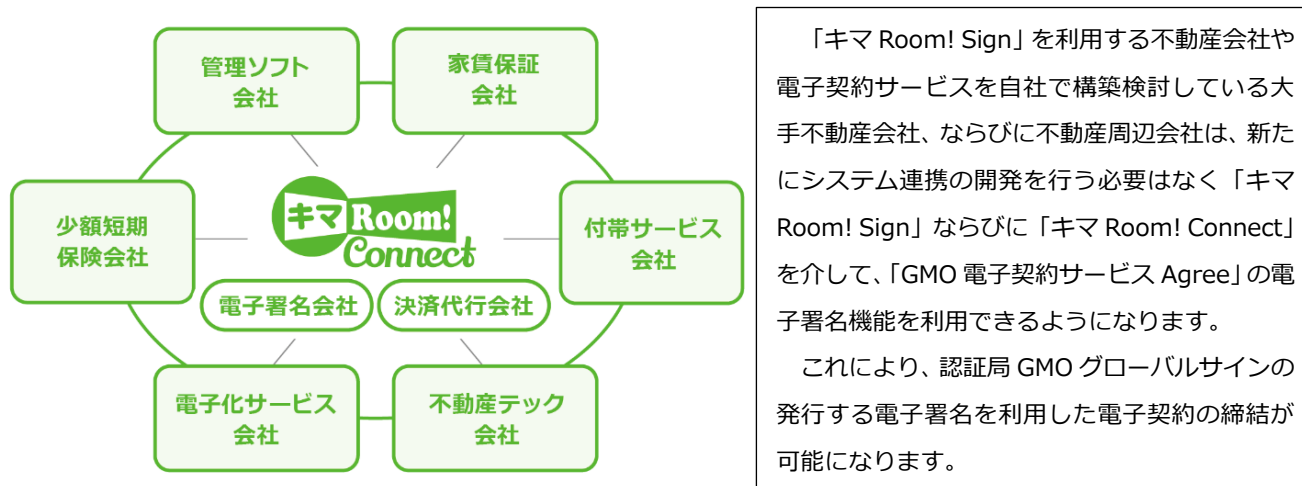 管理ソフト
会社
家賃保証
会社
少額短期
保険会社
キマ Room!
Connect
付帯サービス
会社
電子署名会社
決済代行会社
電子化サービス
会社
不動産テック
会社
「キマ Room! Sign」を利用する不動産会社や
電子契約サービスを自社で構築検討している大
手不動産会社、ならびに不動産周辺会社は、新た
にシステム連携の開発を行う必要はなく「キマ
Room! Sign」ならびに「キマ Room! Connect」
を介して、「GMO 電子契約サービス Agree」の電
子署名機能を利用できるようになります。
これにより、認証局 GMO グローバルサインの
発行する電子署名を利用した電子契約の締結が
可能になります。